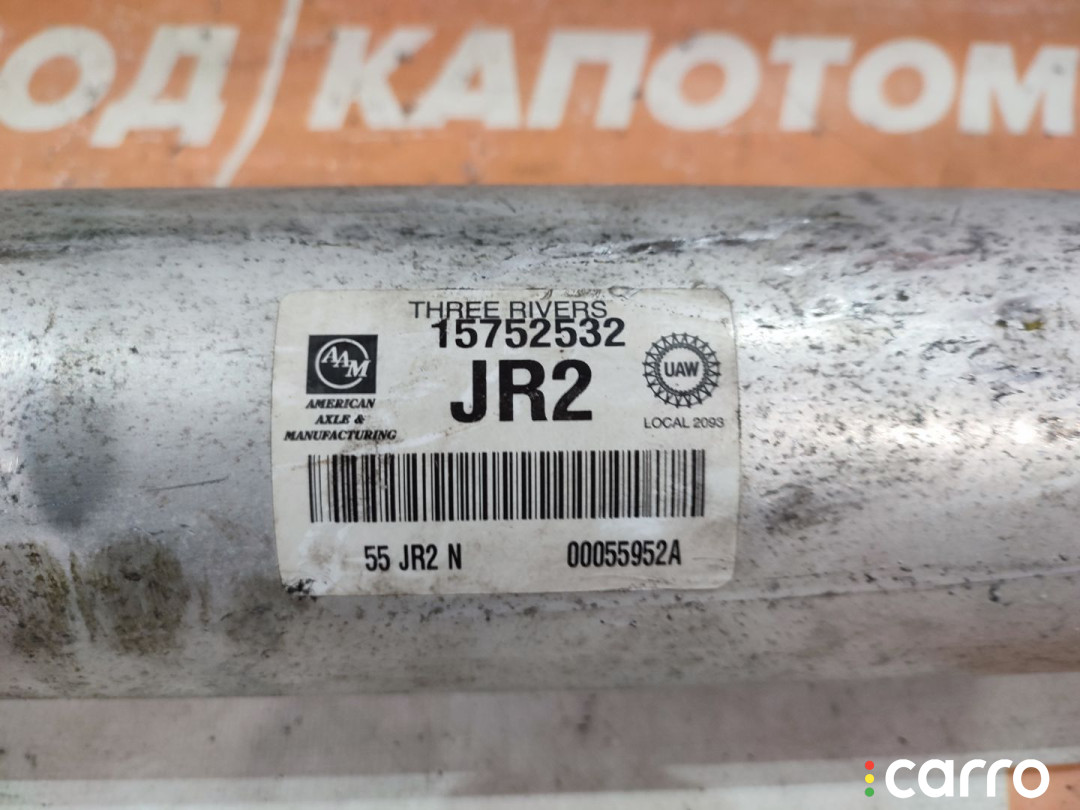 ОД/КАПОТОМ
THREE RIVERS
15752532
AAM
JR2
UAW
AMERICAN
AXLE &
MANUFACTURING
LOCAL 2093
55 JR2 N 00055952A
carro